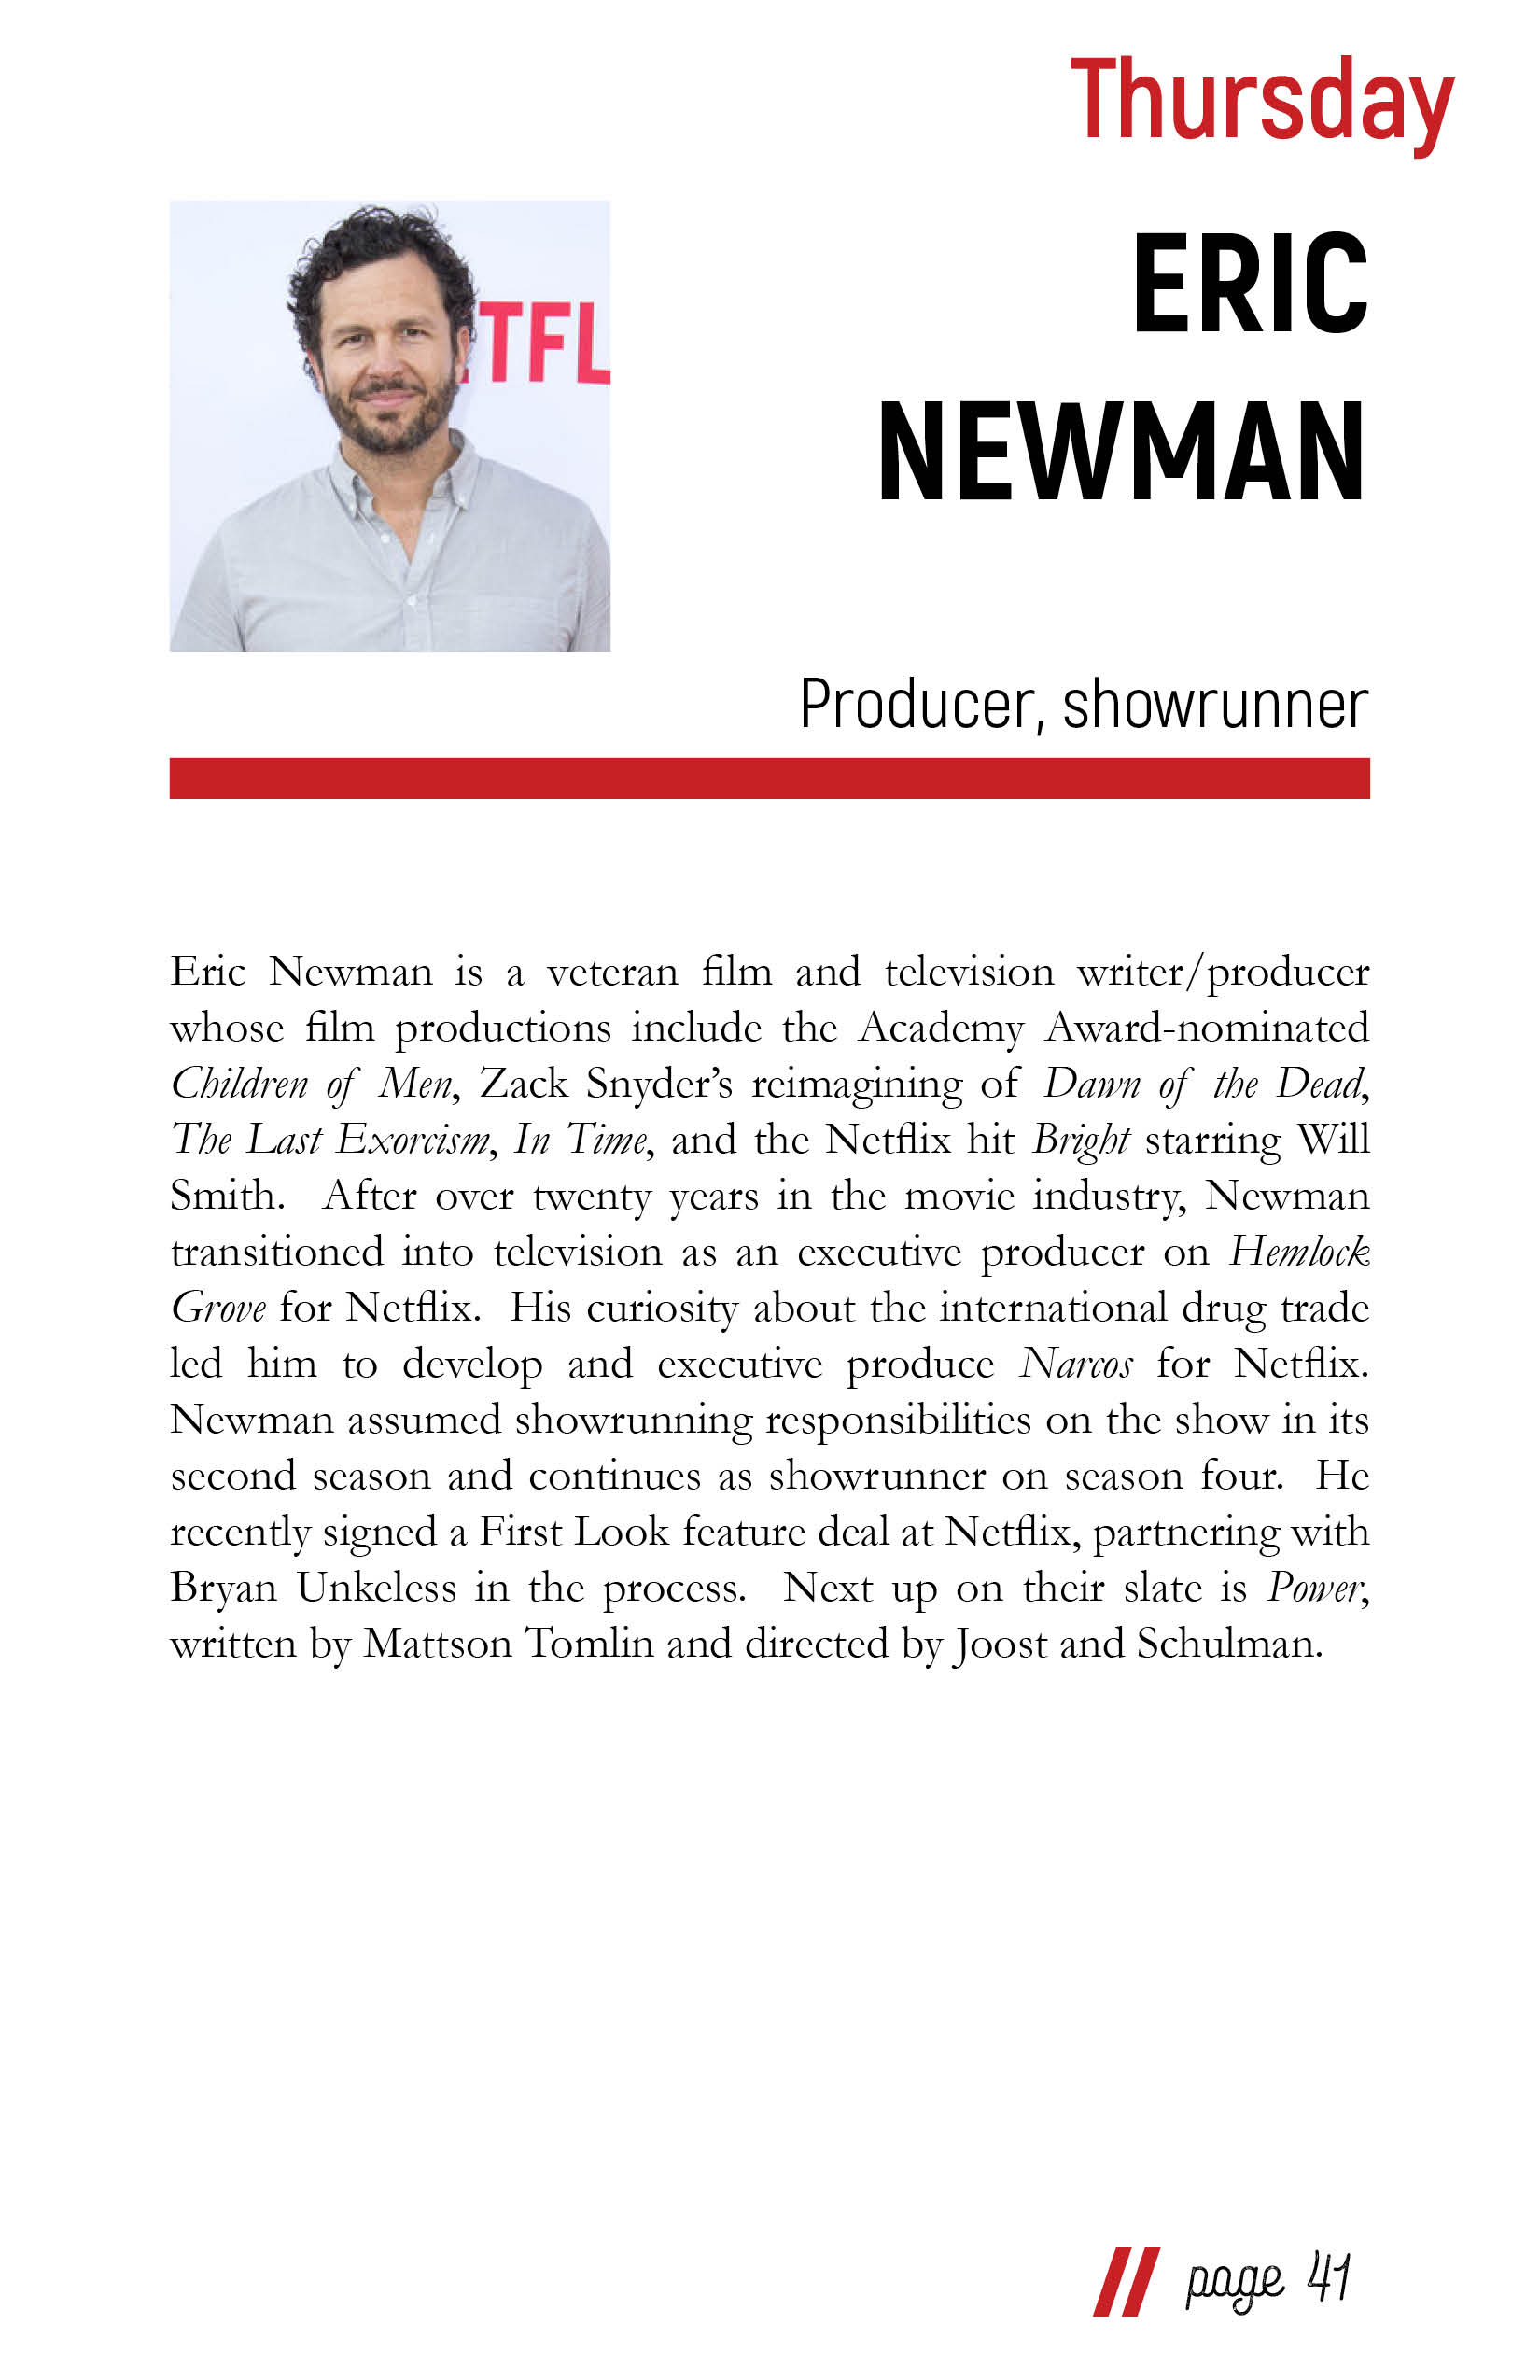 Thursday
ERIC
NEWMAN
TFL
Producer, showrunner
Eric Newman is a veteran film and television writer/producer
whose film productions include the Academy Award-nominated
Children of Men, Zack Snyder’s reimagining of Dawn of the Dead,
The Last Exorcism, In Time, and the Netflix hit Bright starring Will
Smith.  After over twenty years in the movie industry, Newman
transitioned into television as an executive producer on Hemlock
Grove for Netflix.  His curiosity about the international drug trade
led him to develop and executive produce Narcos for Netflix.
Newman assumed showrunning responsibilities on the show in its
second season and continues as showrunner on season four.  He
recently signed a First Look feature deal at Netflix, partnering with
Bryan Unkeless in the process.  Next up on their slate is Power,
written by Mattson Tomlin and directed by Joost and Schulman.
// page 41